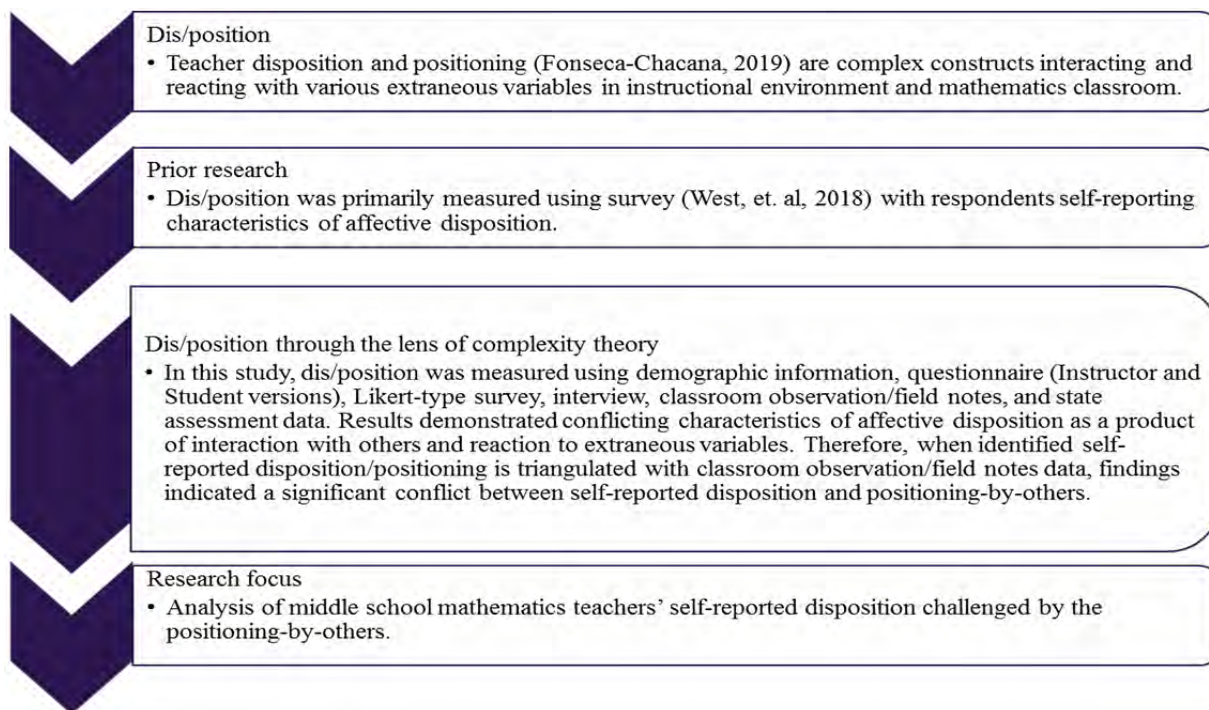 Dis/position
• Teacher disposition and positioning (Fonseca-Chacana, 2019) are complex constructs interacting and
reacting with various extraneous variables in instructional environment and mathematics classroom.
Prior research
• Dis/position was primarily measured using survey (West, et. al, 2018) with respondents self-reporting
characteristics of affective disposition.
Dis/position through the lens of complexity theory
• In this study, dis/position was measured using demographic information, questionnaire (Instructor and
Student versions), Likert-type survey, interview, classroom observation/field notes, and state
assessment data. Results demonstrated conflicting characteristics of affective disposition as a product
of interaction with others and reaction to extraneous variables. Therefore, when identified self-
reported disposition/positioning is triangulated with classroom observation/field notes data, findings
indicated a significant conflict between self-reported disposition and positioning-by-others.
Research focus
• Analysis of middle school mathematics teachers’ self-reported disposition challenged by the
positioning-by-others.